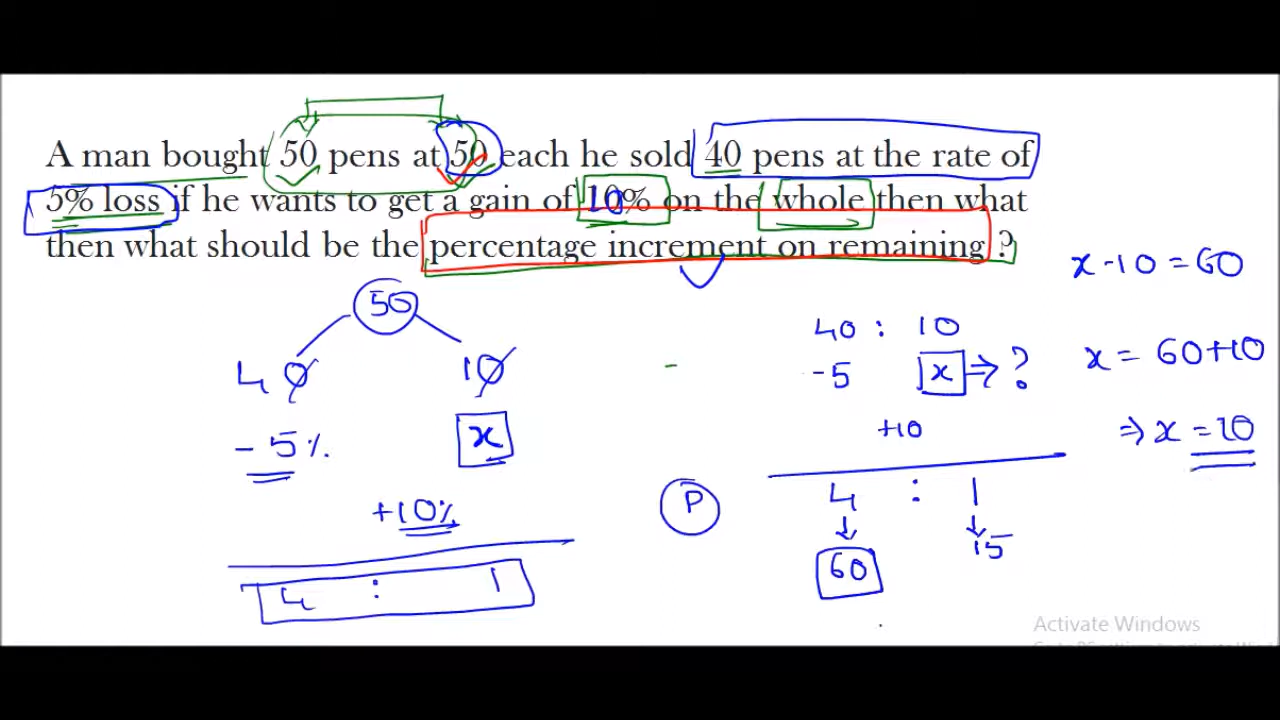 A man bought 50 pens at 50 each he sold 40 pens at the rate of
5% loss if he wants to get a gain of 10% on the whole then what
then what should be the percentage increment on remaining ?
50
40 10
- 5% x
+10%
4 : 1
40 : 10
-5 x ⇒ ?
+10
P 4 : 1
↓ ↓
60 15
x - 10 = 60
x = 60+10
⇒ x = 70
Activate Windows